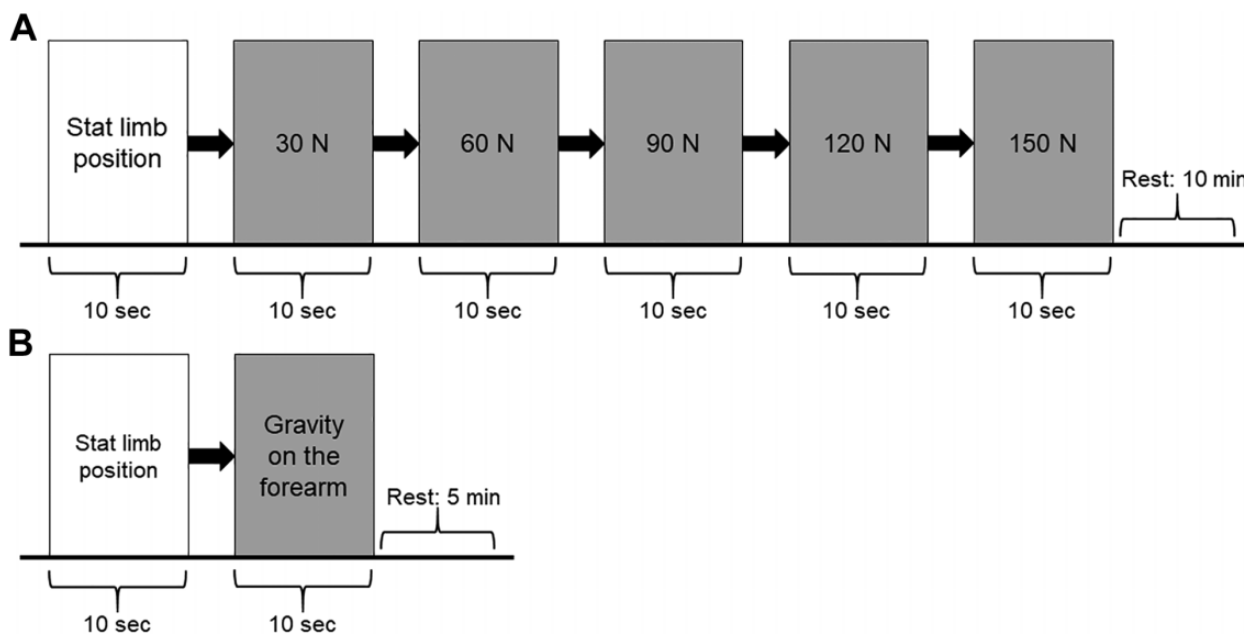 A
Stat limb
position
30 N
60 N
90 N
120 N
150 N
Rest: 10 min
10 sec
10 sec
10 sec
10 sec
10 sec
10 sec
B
Stat limb
position
Gravity
on the
forearm
Rest: 5 min
10 sec
10 sec